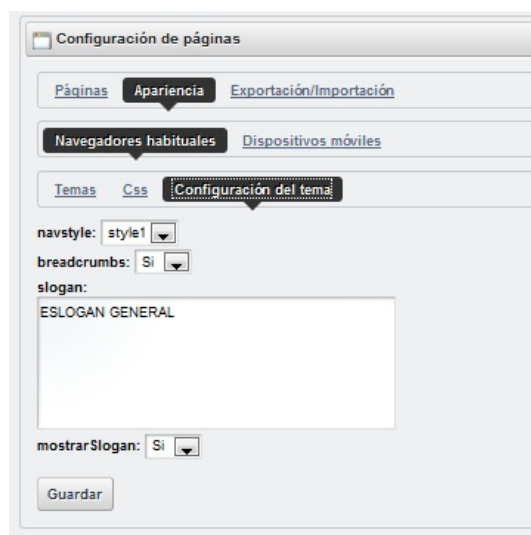 Configuración de páginas
Páginas Apariencia Exportación/Importación
Navegadores habituales Dispositivos móviles
Temas Css Configuración del tema
navstyle: style1
breadcrumbs: Si
slogan:
ESLOGAN GENERAL
mostrarSlogan: Si
Guardar